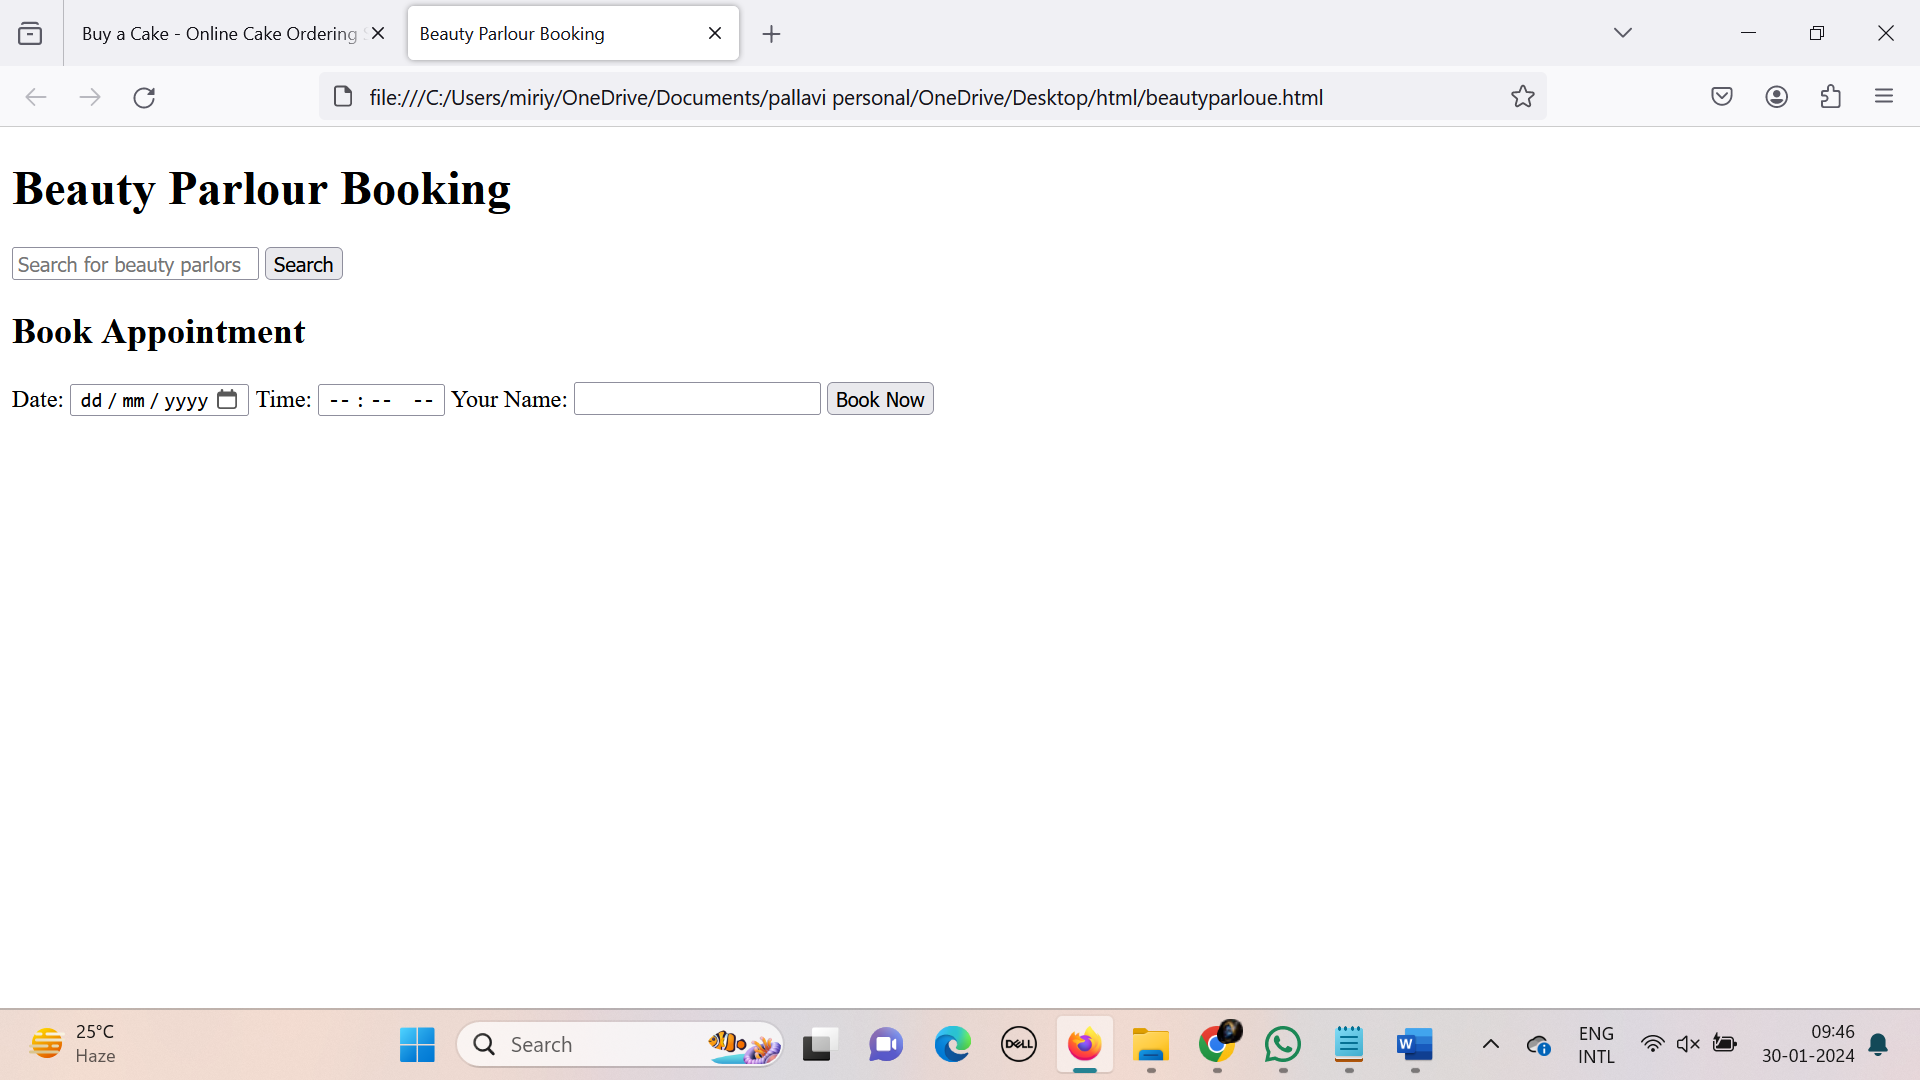 Buy a Cake - Online Cake Ordering
Beauty Parlour Booking
file:///C:/Users/miriy/OneDrive/Documents/pallavi personal/OneDrive/Desktop/html/beautyparloue.html
Beauty Parlour Booking
Search for beauty parlors Search
Book Appointment
Date: dd / mm / yyyy Time: -- : -- -- Your Name: Book Now
25°C
Haze
Search
DELL
W
ENG
INTL
09:46
30-01-2024